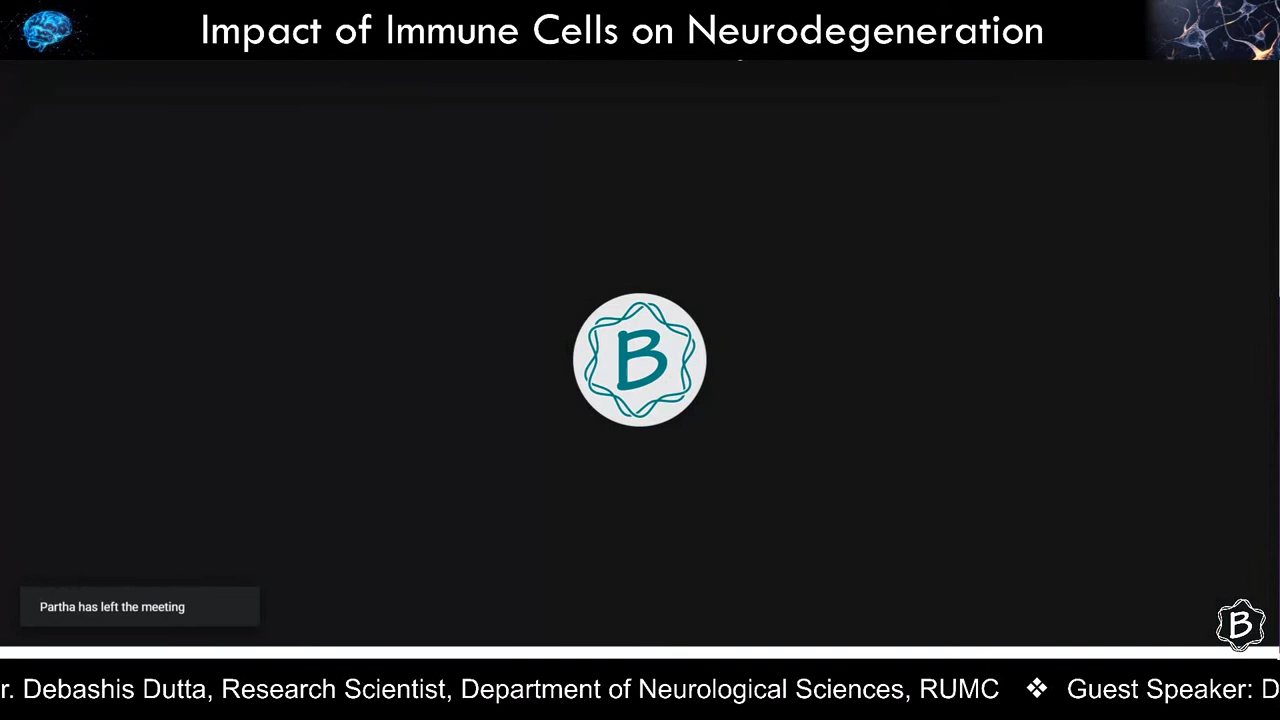 Impact of Immune Cells on Neurodegeneration
B
Partha has left the meeting
B
r. Debashis Dutta, Research Scientist, Department of Neurological Sciences, RUMC ❖ Guest Speaker: D